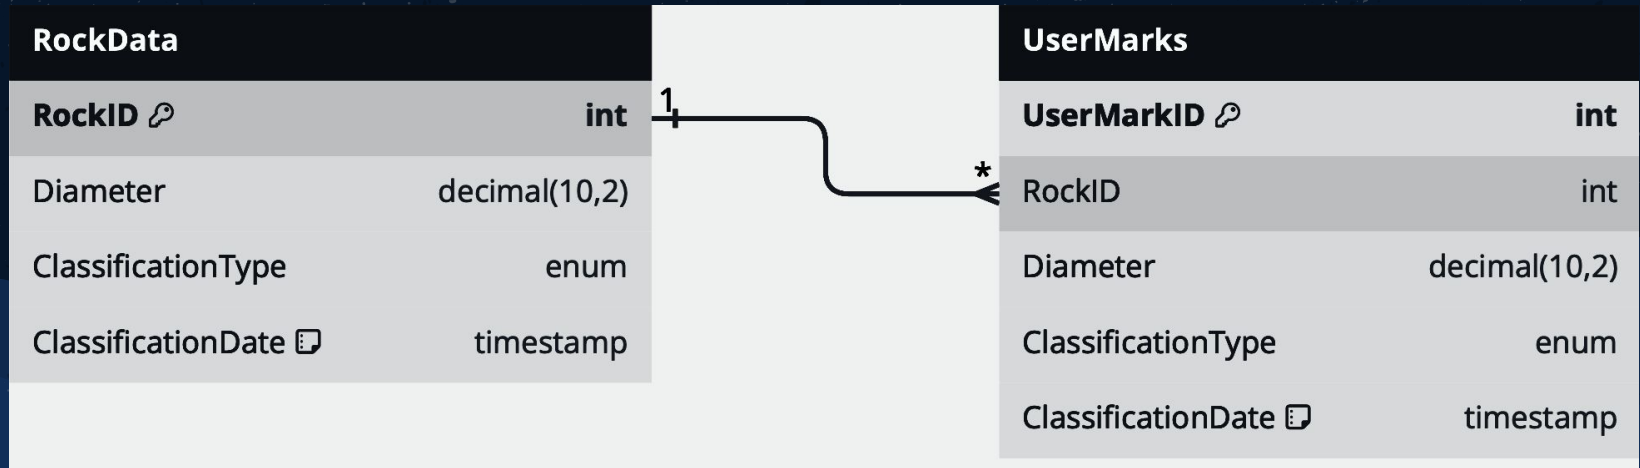 RockData
RockID int
Diameter decimal(10,2)
ClassificationType enum
ClassificationDate timestamp
1
*
UserMarks
UserMarkID int
RockID int
Diameter decimal(10,2)
ClassificationType enum
ClassificationDate timestamp